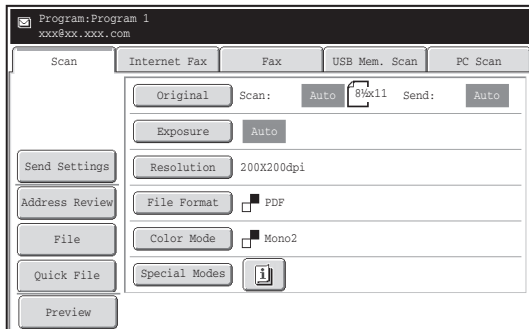 Program:Program 1
xxx@xx.xxx.com
Scan Internet Fax Fax USB Mem. Scan PC Scan
Original Scan: Auto 8½x11 Send: Auto
Exposure Auto
Send Settings Resolution 200X200dpi
Address Review File Format PDF
File Color Mode Mono2
Quick File Special Modes
Preview